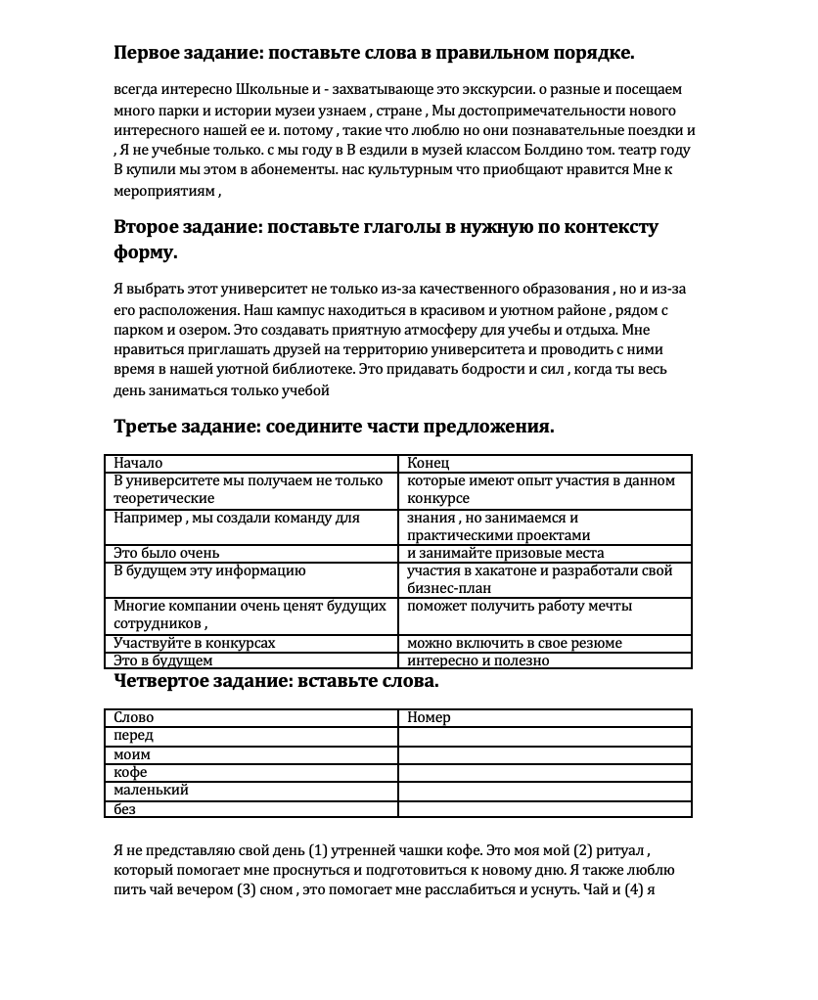 Первое задание: поставьте слова в правильном порядке.
всегда интересно Школьные и - захватывающе это экскурсии. о разные и посещаем
много парки и истории музеи узнаем , стране , Мы достопримечательности нового
интересного нашей ее и. потому , такие что люблю но они познавательные поездки и
, Я не учебные только. с мы году в В ездили в музей классом Болдино том. театр году
В купили мы этом в абонементы. нас культурным что приобщают нравится Мне к
мероприятиям ,
Второе задание: поставьте глаголы в нужную по контексту
форму.
Я выбрать этот университет не только из-за качественного образования , но и из-за
его расположения. Наш кампус находиться в красивом и уютном районе , рядом с
парком и озером. Это создавать приятную атмосферу для учебы и отдыха. Мне
нравиться приглашать друзей на территорию университета и проводить с ними
время в нашей уютной библиотеке. Это придавать бодрости и сил , когда ты весь
день заниматься только учебой
Третье задание: соедините части предложения.
Начало Конец
В университете мы получаем не только которые имеют опыт участия в данном
теоретические конкурсе
Например , мы создали команду для знания , но занимаемся и
практическими проектами
Это было очень и занимайте призовые места
В будущем эту информацию участия в хакатоне и разработали свой
бизнес-план
Многие компании очень ценят будущих поможет получить работу мечты
сотрудников ,
Участвуйте в конкурсах можно включить в свое резюме
Это в будущем интересно и полезно
Четвертое задание: вставьте слова.
Слово Номер
перед
моим
кофе
маленький
без
Я не представляю свой день (1) утренней чашки кофе. Это моя мой (2) ритуал ,
который помогает мне проснуться и подготовиться к новому дню. Я также люблю
пить чай вечером (3) сном , это помогает мне расслабиться и уснуть. Чай и (4) я